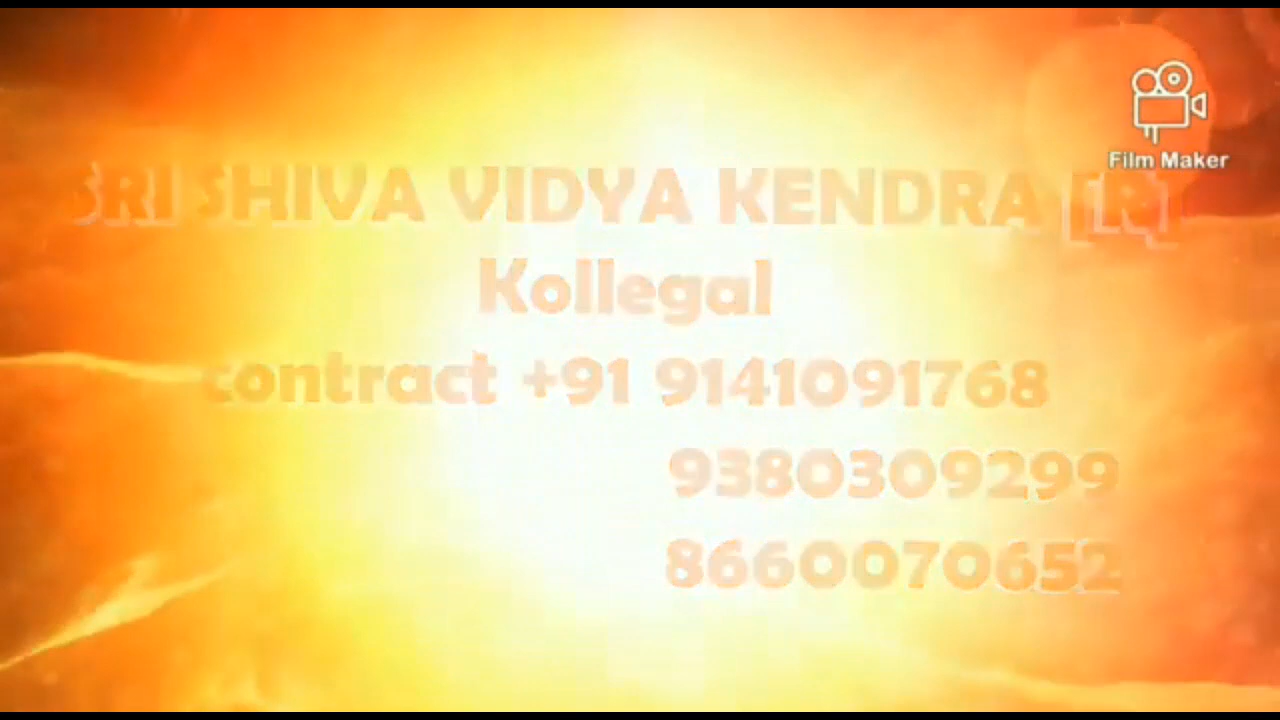 Film Maker
SRI SHIVA VIDYA KENDRA [R]
Kollegal
contract +91 9141091768
9380309299
8660070652